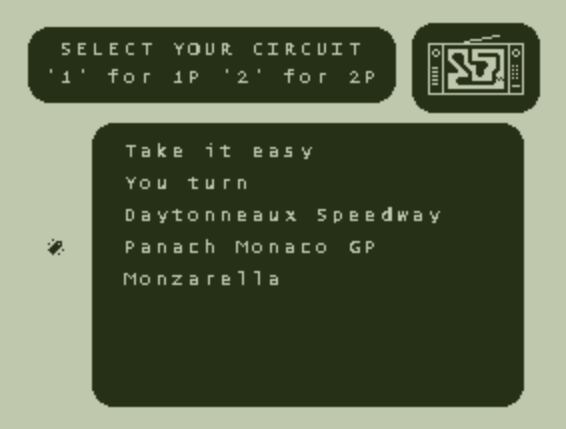 SELECT YOUR CIRCUIT
'1' for 1P '2' for 2P
Take it easy
You turn
Daytonneaux Speedway
Panach Monaco GP
Monzarella